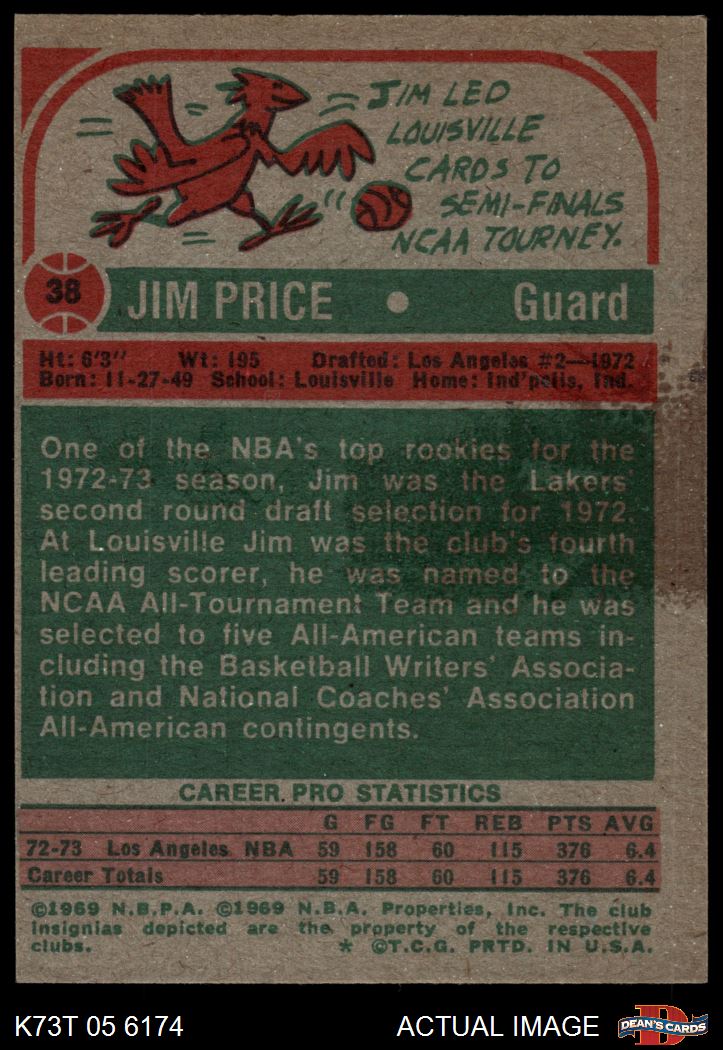 JIM LED
LOUISVILLE
CARDS TO
SEMI-FINALS
NCAA TOURNEY.
38 JIM PRICE • Guard
Ht: 6'3" Wt: 195 Drafted: Los Angeles #2—1972
Born: 11-27-49 School: Louisville Home: Ind'polis, Ind.
One of the NBA's top rookies for the
1972-73 season, Jim was the Lakers'
second round draft selection for 1972.
At Louisville Jim was the club's fourth
leading scorer, he was named to the
NCAA All-Tournament Team and he was
selected to five All-American teams in-
cluding the Basketball Writers' Associa-
tion and National Coaches' Association
All-American contingents.
CAREER PRO STATISTICS
G FG FT REB PTS AVG
72-73 Los Angeles NBA 59 158 60 115 376 6.4
Career Totals 59 158 60 115 376 6.4
©1969 N.B.P.A. ©1969 N.B.A. Properties, Inc. The club
insignias depicted are the property of the respective
clubs. * ©T.C.G. PRTD. IN U.S.A.
K73T 05 6174 ACTUAL IMAGE D DEAN'S CARDS